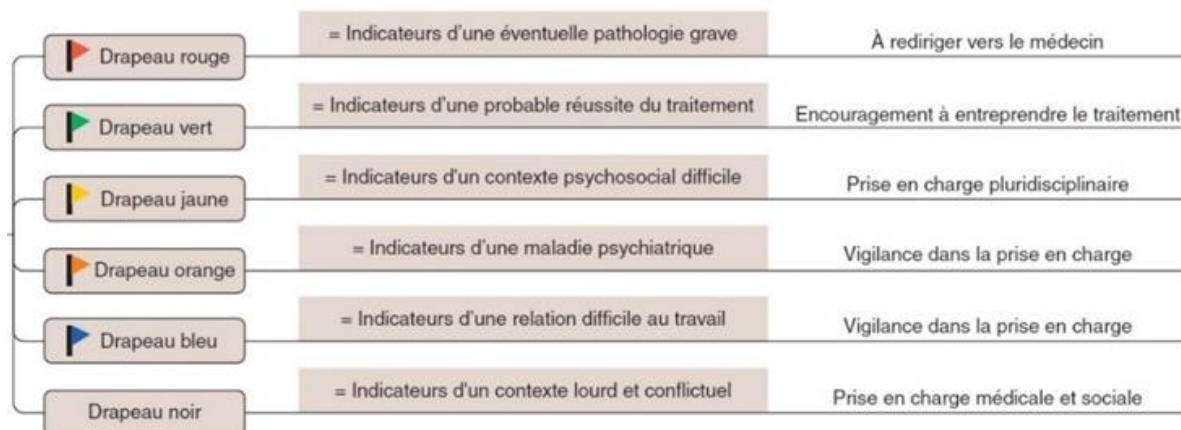 Drapeau rouge = Indicateurs d'une éventuelle pathologie grave À rediriger vers le médecin
Drapeau vert = Indicateurs d'une probable réussite du traitement Encouragement à entreprendre le traitement
Drapeau jaune = Indicateurs d'un contexte psychosocial difficile Prise en charge pluridisciplinaire
Drapeau orange = Indicateurs d'une maladie psychiatrique Vigilance dans la prise en charge
Drapeau bleu = Indicateurs d'une relation difficile au travail Vigilance dans la prise en charge
Drapeau noir = Indicateurs d'un contexte lourd et conflictuel Prise en charge médicale et sociale